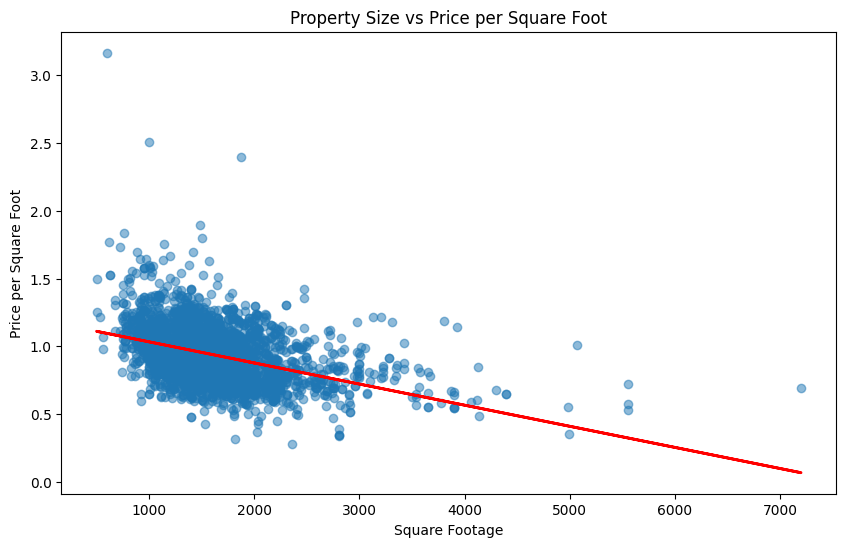 Property Size vs Price per Square Foot
3.0
2.5
2.0
1.5
1.0
0.5
0.0
Price per Square Foot
1000 2000 3000 4000 5000 6000 7000
Square Footage